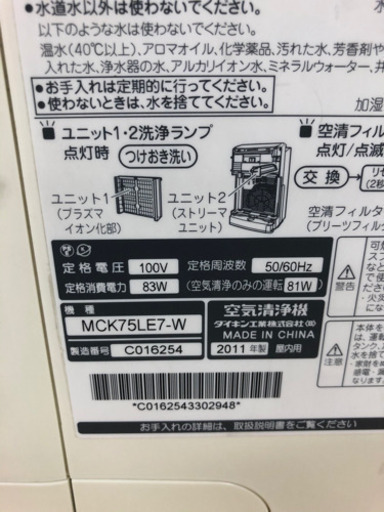 ●水道水以外は使わないでください。
以下のような水は使わないでください。
温水（40℃以上）、アロマオイル、化学薬品、汚れた水、芳香剤や
入れた水、浄水器の水、アルカリイオン水、ミネラルウォーター、井
●お手入れは定期的に行ってください。
●使わないときは、水を捨ててください。
加湿
ユニット1・2洗浄ランプ
点灯時 つけおき洗い
ユニット1
（プラズマ
イオン化部）
ユニット2
（ストリーマ
ユニット）
空清フィル
点灯/点滅
交換 → リセ
（2秒
空清フィルタ
（プリーツフィル
定格電圧 100V 定格周波数 50/60Hz
定格消費電力 83W （空気清浄のみの運転 81W）
機種
MCK75LE7-W
製造番号 C016254
空気清浄機
ダイキン工業株式会社
MADE IN CHINA
2011年製 屋内用
警告
注意
*C0162543302948*
お手入れの詳細は、取扱説明書をご覧ください。